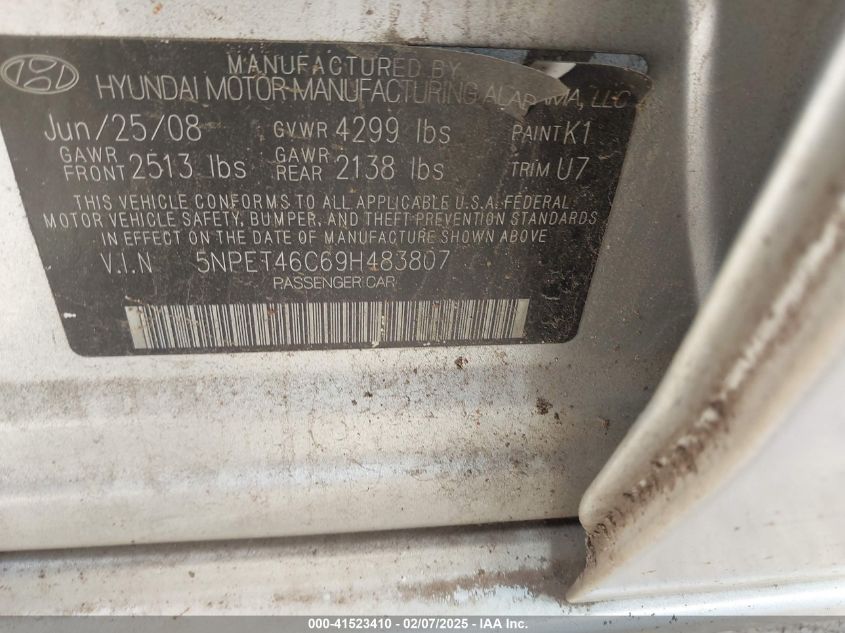 MANUFACTURED BY
HYUNDAI MOTOR MANUFACTURING ALABAMA, LLC
Jun/25/08 GVWR 4299 lbs PAINT K1
GAWR FRONT 2513 lbs GAWR REAR 2138 lbs TRIM U7
THIS VEHICLE CONFORMS TO ALL APPLICABLE U.S.A. FEDERAL
MOTOR VEHICLE SAFETY, BUMPER, AND THEFT PREVENTION STANDARDS
IN EFFECT ON THE DATE OF MANUFACTURE SHOWN ABOVE
V.I.N 5NPET46C69H483807
PASSENGER CAR
000-41523410 - 02/07/2025 - IAA Inc.